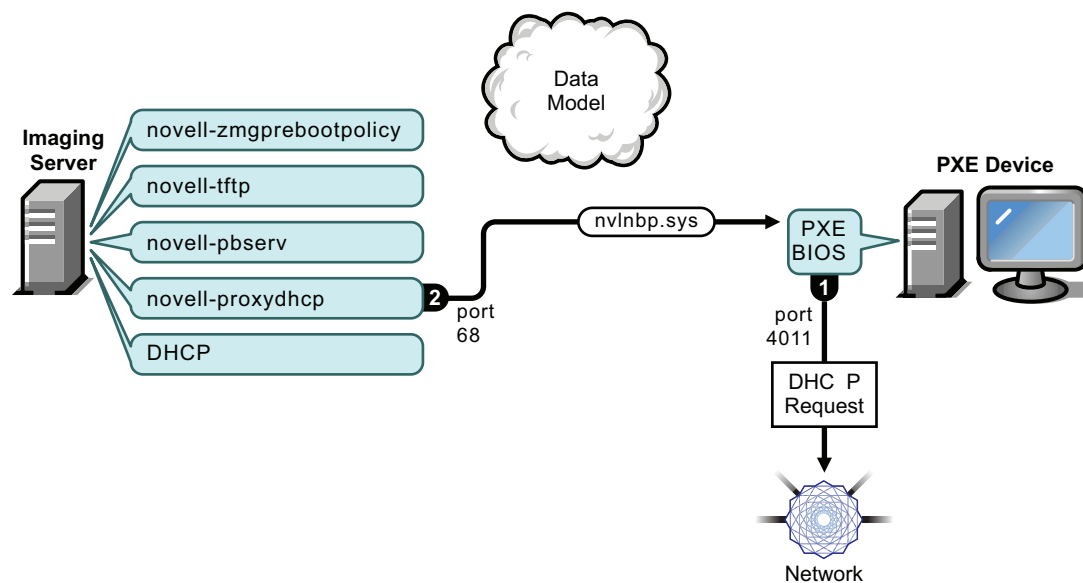 Data
Model
Imaging
Server
novell-zmgprebootpolicy
novell-tftp
novell-pbserv
novell-proxydhcp
DHCP
2
port
68
nvlnbp.sys
PXE Device
PXE
BIOS
1
port
4011
DHC P
Request
Network